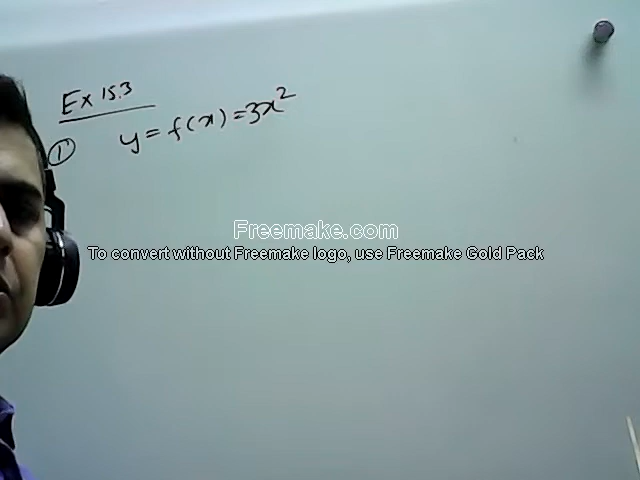 Ex 15.3
① y = f(x) = 3x²
Freemake.com
To convert without Freemake logo, use Freemake Gold Pack